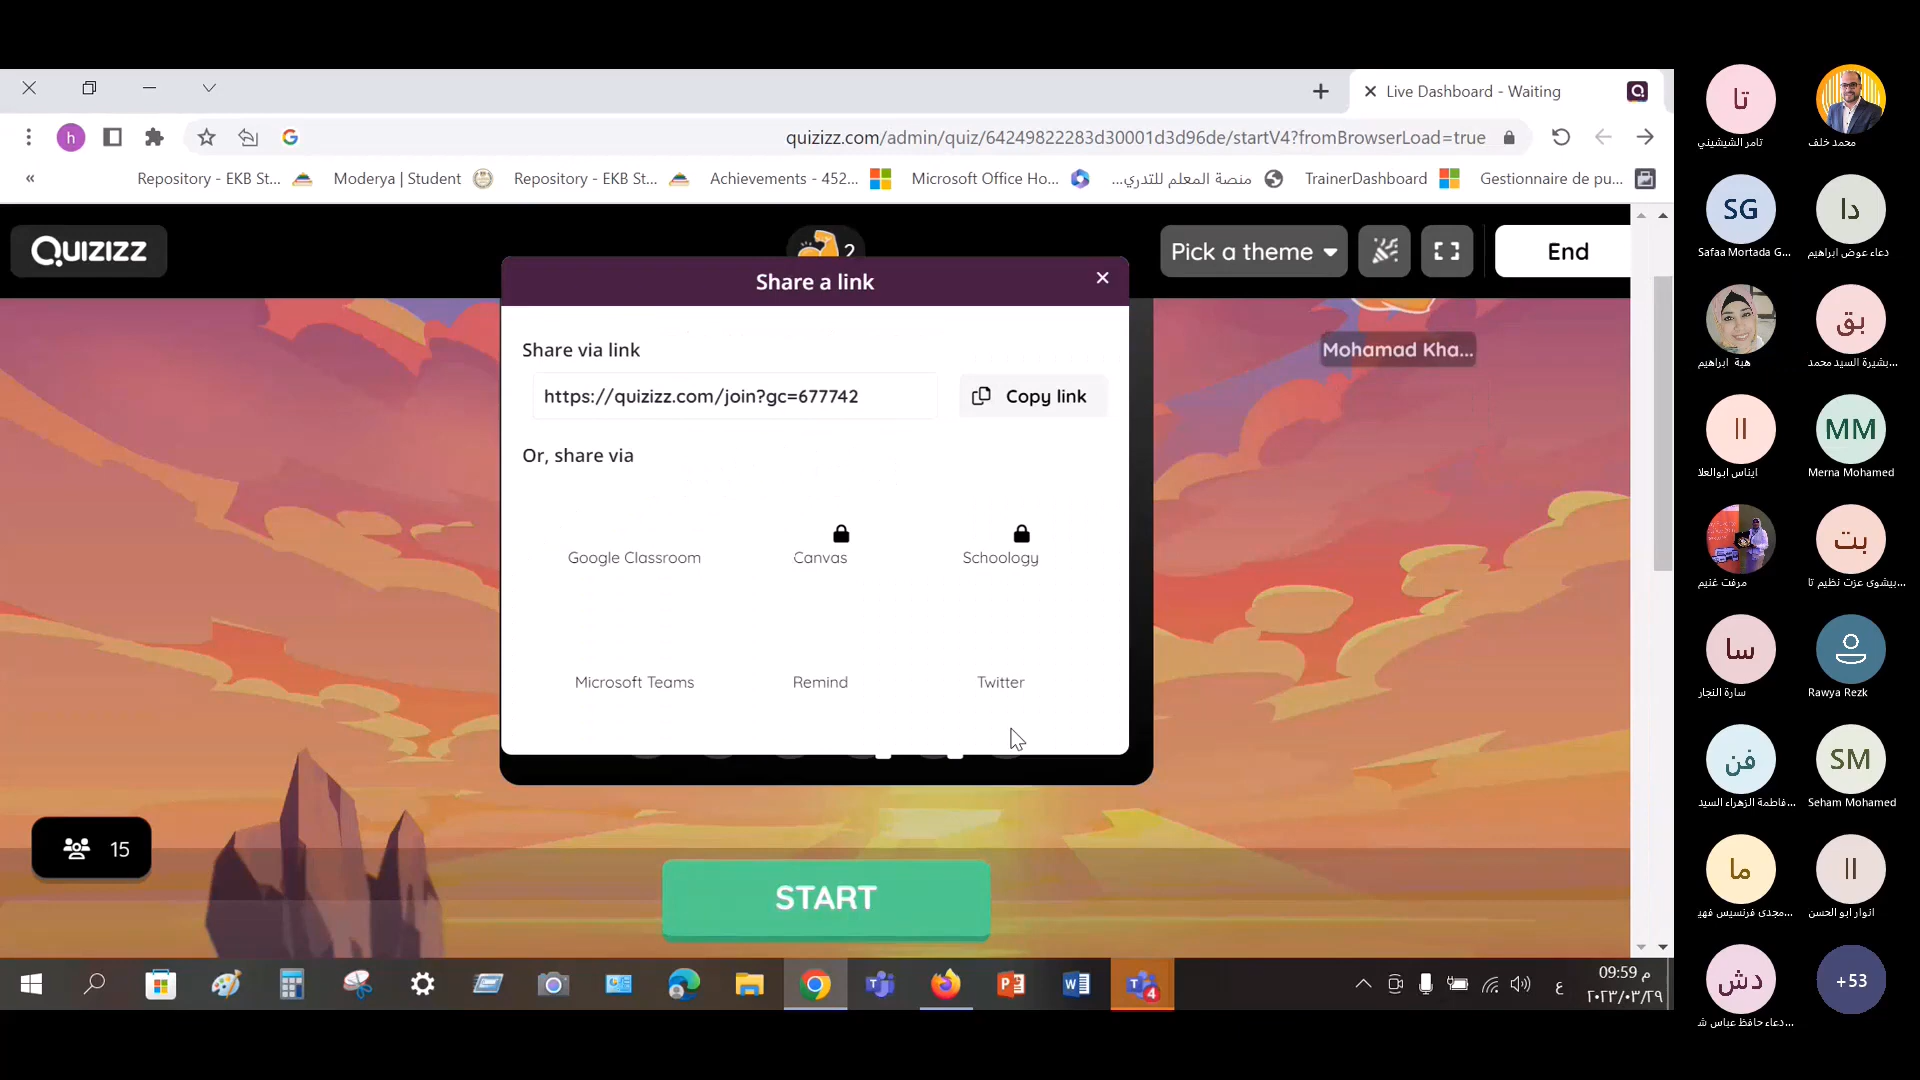 Live Dashboard - Waiting
h
quizizz.com/admin/quiz/64249822283d30001d3d96de/startV4?fromBrowserLoad=true
«
Repository - EKB St...
Moderya | Student
Repository - EKB St...
Achievements - 452...
Microsoft Office Ho...
منصة المعلم للتدري...
TrainerDashboard
Gestionnaire de pu...
QUIZIZZ
2
Pick a theme
End
Share a link
Mohamad Kha...
Share via link
https://quizizz.com/join?gc=677742
Copy link
Or, share via
Google Classroom
Canvas
Schoology
Microsoft Teams
Remind
Twitter
15
START
4
ع
09:59 م
٢٠٢٣/٠٣/٢٩
تا
تامر الشيشيني
محمد خلف
SG
Safaa Mortada G...
دا
دعاء عوض ابراهيم
هبة ابراهيم
بق
بشيرة السيد محمد...
اا
ايناس ابوالعلا
MM
Merna Mohamed
مرفت غنيم
بت
بيشوى عزت نظيم تا...
سا
سارة النجار
Rawya Rezk
فن
فاطمة الزهراء السيد...
SM
Seham Mohamed
ما
مجدى فرنسيس فهي...
اا
انوار ابو الحسن
دش
دعاء حافظ عباس ش...
+53